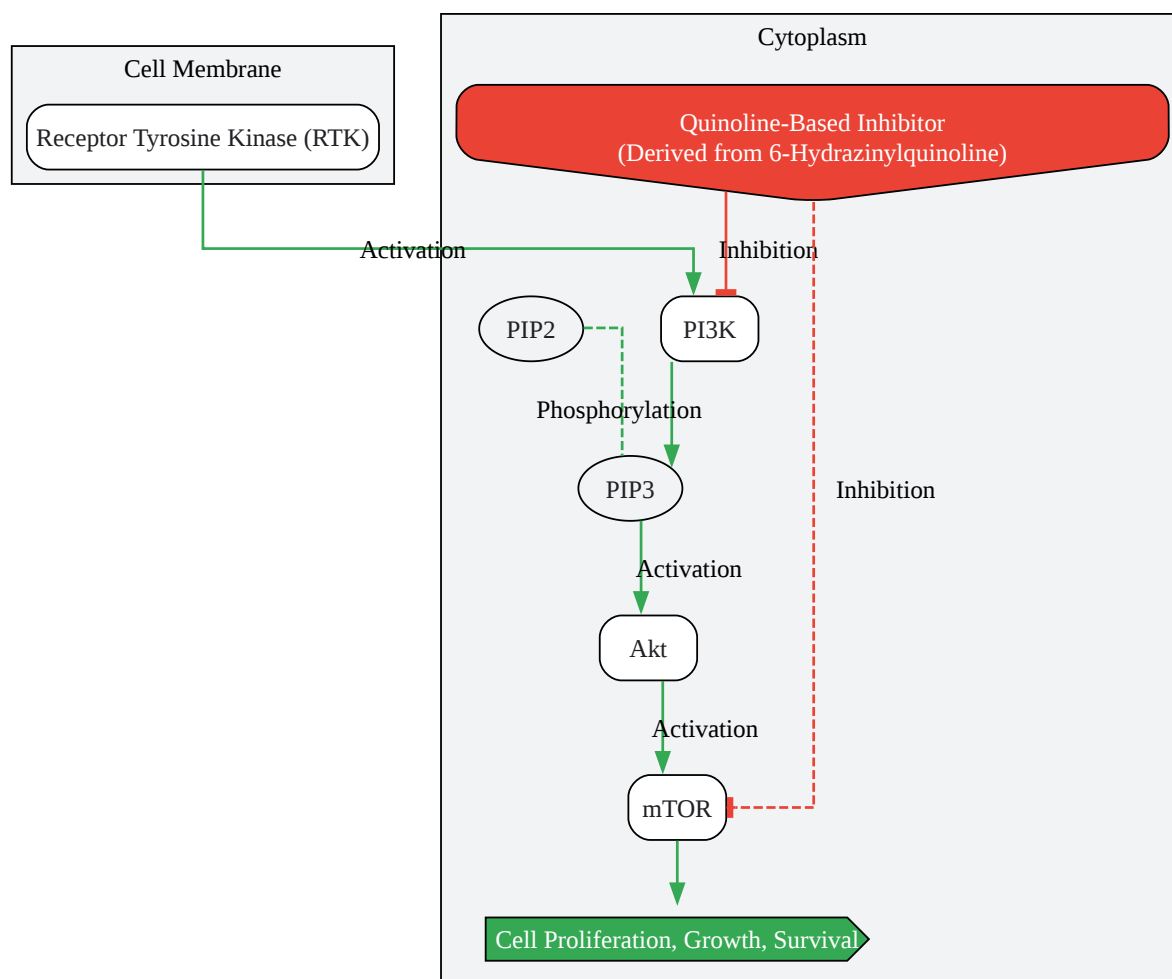 Cytoplasm
Cell Membrane
Receptor Tyrosine Kinase (RTK)
Quinoline-Based Inhibitor
(Derived from 6-Hydrazinylquinoline)
Activation
Inhibition
PIP2
PI3K
Phosphorylation
PIP3
Inhibition
Activation
Akt
Activation
mTOR
Cell Proliferation, Growth, Survival